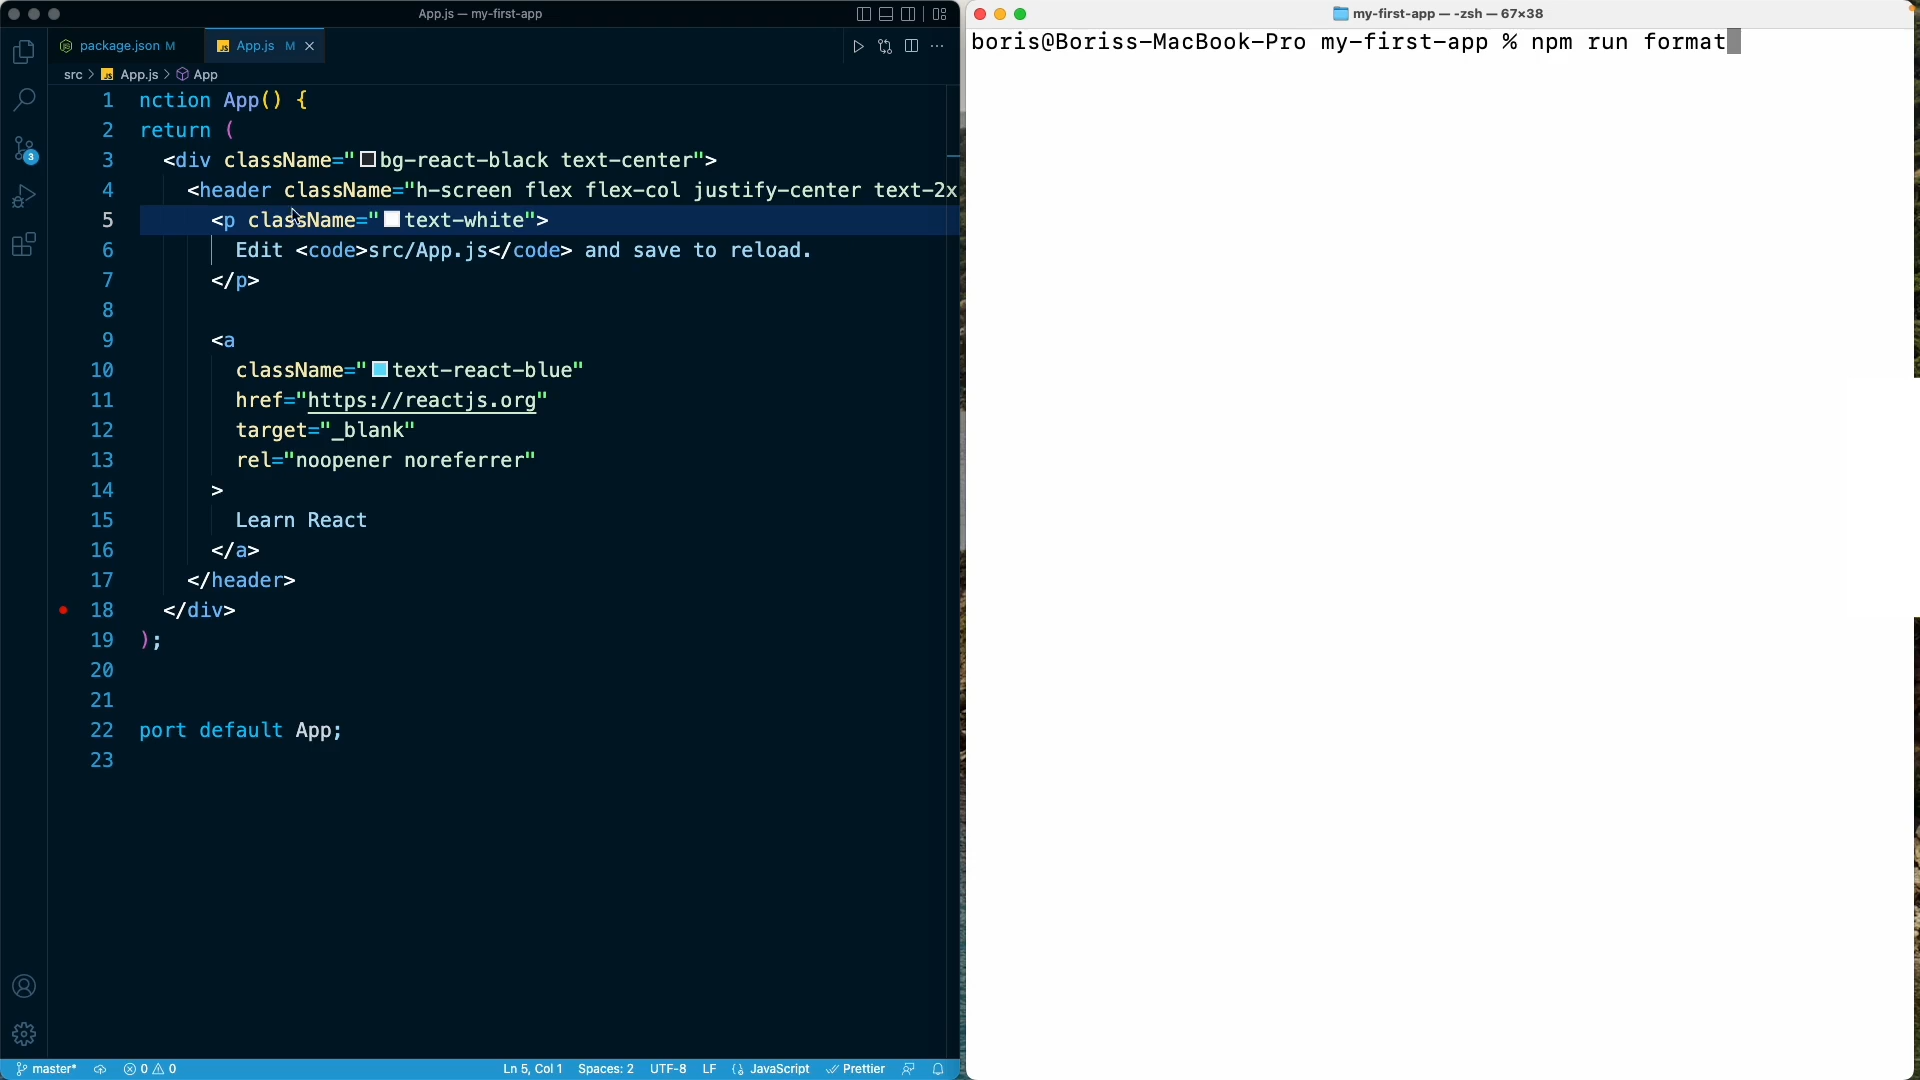 App.js — my-first-app
package.json M
App.js M
src > App.js > App
1 nction App() {
2 return (
3 <div className="bg-react-black text-center">
4 <header className="h-screen flex flex-col justify-center text-2x
5 <p className="text-white">
6 Edit <code>src/App.js</code> and save to reload.
7 </p>
8
9 <a
10 className="text-react-blue"
11 href="https://reactjs.org"
12 target="_blank"
13 rel="noopener noreferrer"
14 >
15 Learn React
16 </a>
17 </header>
18 </div>
19 );
20
21
22 port default App;
23
3
master* 0 0 Ln 5, Col 1 Spaces: 2 UTF-8 LF JavaScript Prettier
my-first-app — -zsh — 67×38
boris@Boriss-MacBook-Pro my-first-app % npm run format